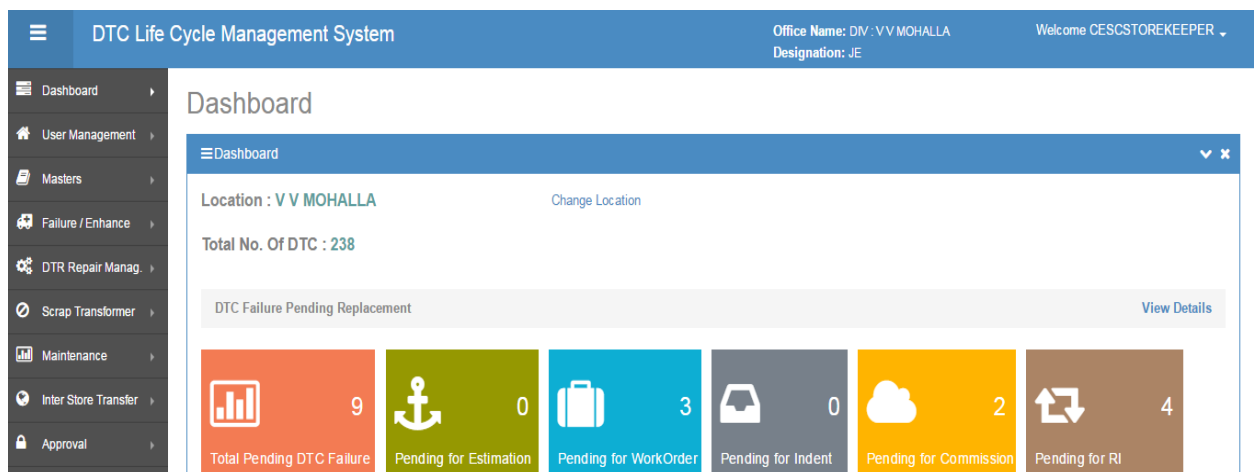 DTC Life Cycle Management System
Office Name: DIV : V V MOHALLA
Designation: JE
Welcome CESCSTOREKEEPER
Dashboard
User Management
Masters
Failure / Enhance
DTR Repair Manag.
Scrap Transformer
Maintenance
Inter Store Transfer
Approval
Dashboard
Dashboard
Location : V V MOHALLA
Change Location
Total No. Of DTC : 238
DTC Failure Pending Replacement
View Details
9
Total Pending DTC Failure
0
Pending for Estimation
3
Pending for WorkOrder
0
Pending for Indent
2
Pending for Commission
4
Pending for RI